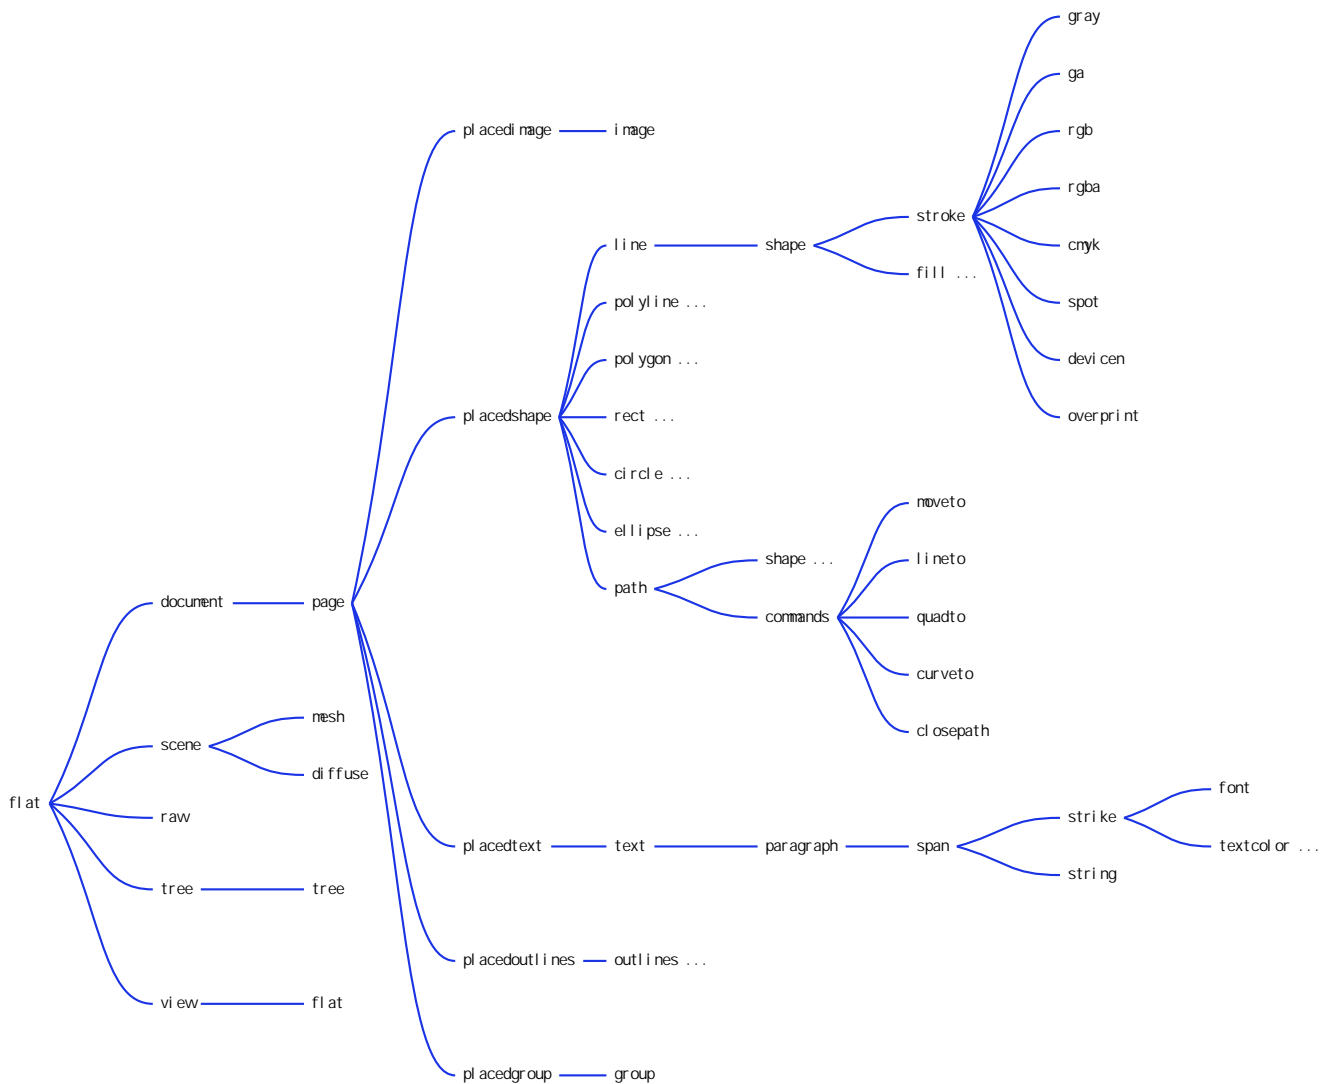 gray
ga
placedimage image rgb
rgba
stroke
line shape cmyk
fill ...
polyline ... spot
polygon ... devicen
placedshape rect ... overprint
circle ...
moveto
ellipse ...
shape ... lineto
path
document page commands quadto
curveto
mesh
closepath
scene
diffuse
font
flat
raw strike
placedtext text paragraph span textcolor ...
string
tree tree
placedoutlines outlines ...
view flat
placedgroup group